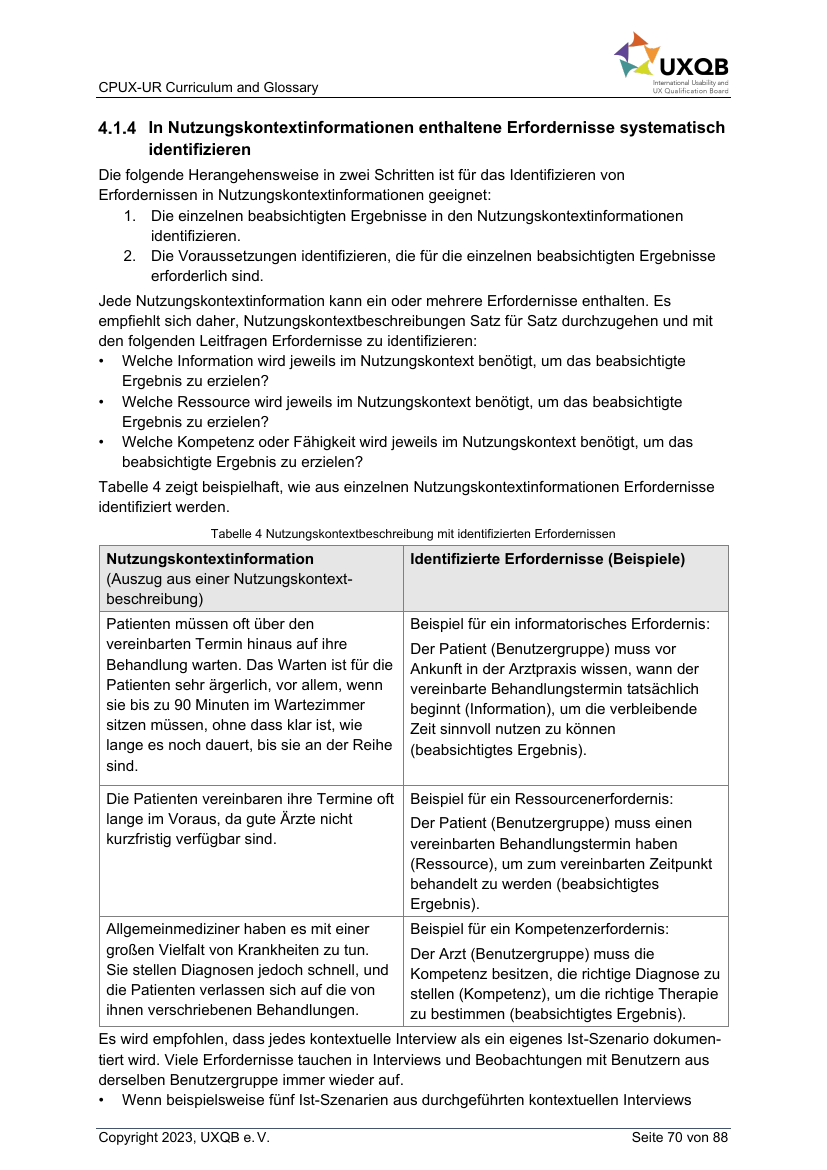 UXQB
International Usability and
UX Qualification Board
CPUX-UR Curriculum and Glossary
4.1.4 In Nutzungskontextinformationen enthaltene Erfordernisse systematisch
identifizieren
Die folgende Herangehensweise in zwei Schritten ist für das Identifizieren von
Erfordernissen in Nutzungskontextinformationen geeignet:
1. Die einzelnen beabsichtigten Ergebnisse in den Nutzungskontextinformationen
identifizieren.
2. Die Voraussetzungen identifizieren, die für die einzelnen beabsichtigten Ergebnisse
erforderlich sind.
Jede Nutzungskontextinformation kann ein oder mehrere Erfordernisse enthalten. Es
empfiehlt sich daher, Nutzungskontextbeschreibungen Satz für Satz durchzugehen und mit
den folgenden Leitfragen Erfordernisse zu identifizieren:
• Welche Information wird jeweils im Nutzungskontext benötigt, um das beabsichtigte
Ergebnis zu erzielen?
• Welche Ressource wird jeweils im Nutzungskontext benötigt, um das beabsichtigte
Ergebnis zu erzielen?
• Welche Kompetenz oder Fähigkeit wird jeweils im Nutzungskontext benötigt, um das
beabsichtigte Ergebnis zu erzielen?
Tabelle 4 zeigt beispielhaft, wie aus einzelnen Nutzungskontextinformationen Erfordernisse
identifiziert werden.
Tabelle 4 Nutzungskontextbeschreibung mit identifizierten Erfordernissen
Nutzungskontextinformation
(Auszug aus einer Nutzungskontext-
beschreibung)
Identifizierte Erfordernisse (Beispiele)
Patienten müssen oft über den
vereinbarten Termin hinaus auf ihre
Behandlung warten. Das Warten ist für die
Patienten sehr ärgerlich, vor allem, wenn
sie bis zu 90 Minuten im Wartezimmer
sitzen müssen, ohne dass klar ist, wie
lange es noch dauert, bis sie an der Reihe
sind.
Beispiel für ein informatorisches Erfordernis:
Der Patient (Benutzergruppe) muss vor
Ankunft in der Arztpraxis wissen, wann der
vereinbarte Behandlungstermin tatsächlich
beginnt (Information), um die verbleibende
Zeit sinnvoll nutzen zu können
(beabsichtigtes Ergebnis).
Die Patienten vereinbaren ihre Termine oft
lange im Voraus, da gute Ärzte nicht
kurzfristig verfügbar sind.
Beispiel für ein Ressourcenerfordernis:
Der Patient (Benutzergruppe) muss einen
vereinbarten Behandlungstermin haben
(Ressource), um zum vereinbarten Zeitpunkt
behandelt zu werden (beabsichtigtes
Ergebnis).
Allgemeinmediziner haben es mit einer
großen Vielfalt von Krankheiten zu tun.
Sie stellen Diagnosen jedoch schnell, und
die Patienten verlassen sich auf die von
ihnen verschriebenen Behandlungen.
Beispiel für ein Kompetenzerfordernis:
Der Arzt (Benutzergruppe) muss die
Kompetenz besitzen, die richtige Diagnose zu
stellen (Kompetenz), um die richtige Therapie
zu bestimmen (beabsichtigtes Ergebnis).
Es wird empfohlen, dass jedes kontextuelle Interview als ein eigenes Ist-Szenario dokumen-
tiert wird. Viele Erfordernisse tauchen in Interviews und Beobachtungen mit Benutzern aus
derselben Benutzergruppe immer wieder auf.
• Wenn beispielsweise fünf Ist-Szenarien aus durchgeführten kontextuellen Interviews
Copyright 2023, UXQB e. V. Seite 70 von 88